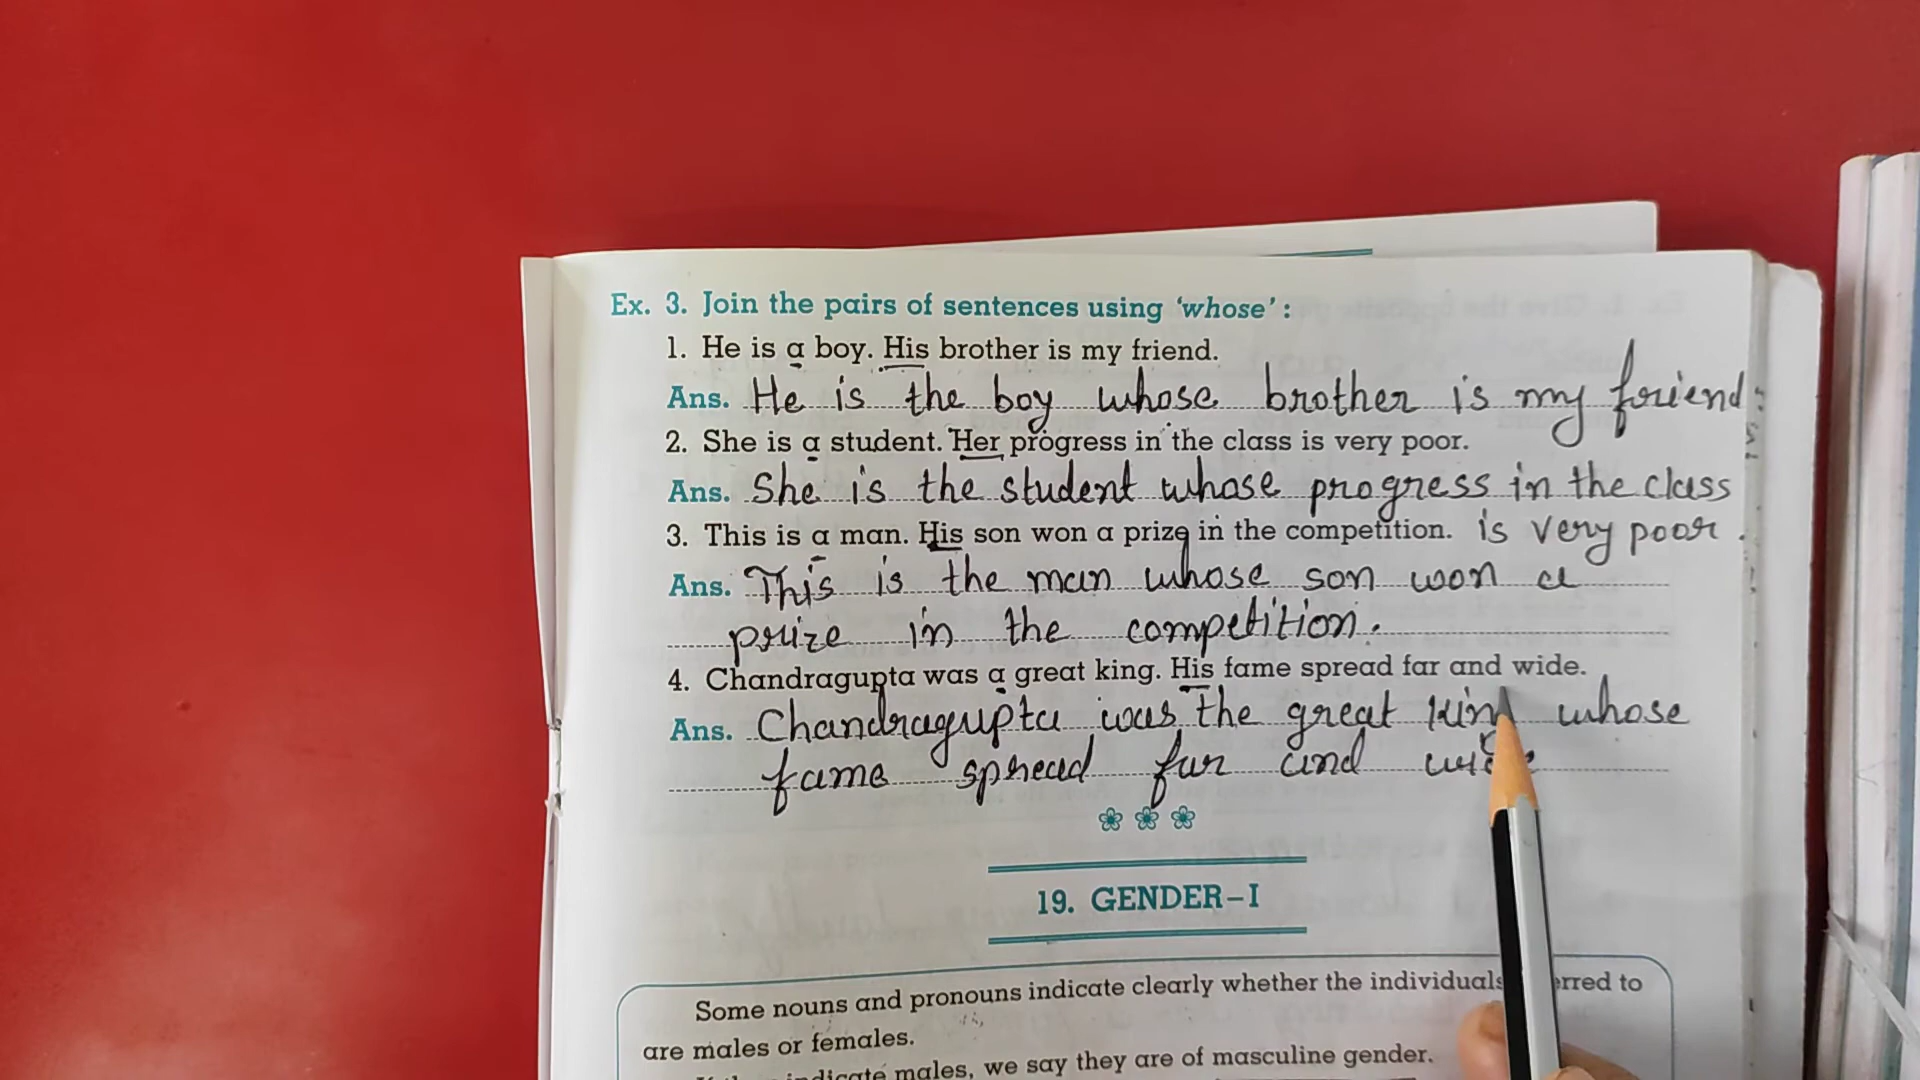 Ex. 3. Join the pairs of sentences using 'whose' :
1. He is a boy. His brother is my friend.
Ans. He is the boy whose brother is my friend.
2. She is a student. Her progress in the class is very poor.
Ans. She is the student whose progress in the class
3. This is a man. His son won a prize in the competition. is very poor.
Ans. This is the man whose son won a
prize in the competition.
4. Chandragupta was a great king. His fame spread far and wide.
Ans. Chandragupta was the great whose
fame spread far and
19. GENDER-I
Some nouns and pronouns indicate clearly whether the individuals to
are males or females.
males, we say they are of masculine gender.